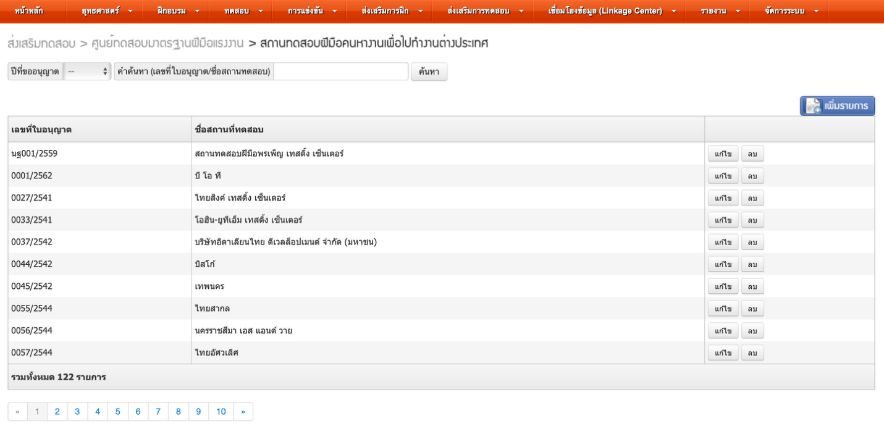 หน้าหลัก ยุทธศาสตร์ ฝึกอบรม ทดสอบ การแข่งขัน ส่งเสริมการฝึก ส่งเสริมการทดสอบ เชื่อมโยงข้อมูล (Linkage Center) รายงาน จัดการระบบ
ส่งเสริมทดสอบ > ศูนย์ทดสอบมาตรฐานฝีมือแรงงาน > สถานทดสอบฝีมือคนหางานเพื่อไปทำงานต่างประเทศ
ปีที่ขออนุญาต -- คำค้นหา (เลขที่ใบอนุญาต/ชื่อสถานทดสอบ) ค้นหา
เพิ่มรายการ
เลขที่ใบอนุญาต ชื่อสถานที่ทดสอบ
นฐ001/2559 สถานทดสอบฝีมือพรเพ็ญ เทสติ้ง เซ็นเตอร์ แก้ไข ลบ
0001/2562 บี โอ ที แก้ไข ลบ
0027/2541 ไทยสิงค์ เทสติ้ง เซ็นเตอร์ แก้ไข ลบ
0033/2541 โอฮิน-ยูทีเอ็ม เทสติ้ง เซ็นเตอร์ แก้ไข ลบ
0037/2542 บริษัทอิตาเลียนไทย ดีเวลล็อปเมนต์ จำกัด (มหาชน) แก้ไข ลบ
0044/2542 บิสโก้ แก้ไข ลบ
0045/2542 เทพนคร แก้ไข ลบ
0055/2544 ไทยสากล แก้ไข ลบ
0056/2544 นครราชสีมา เอส แอนด์ วาย แก้ไข ลบ
0057/2544 ไทยอัศวเลิศ แก้ไข ลบ
รวมทั้งหมด 122 รายการ
« 1 2 3 4 5 6 7 8 9 10 »